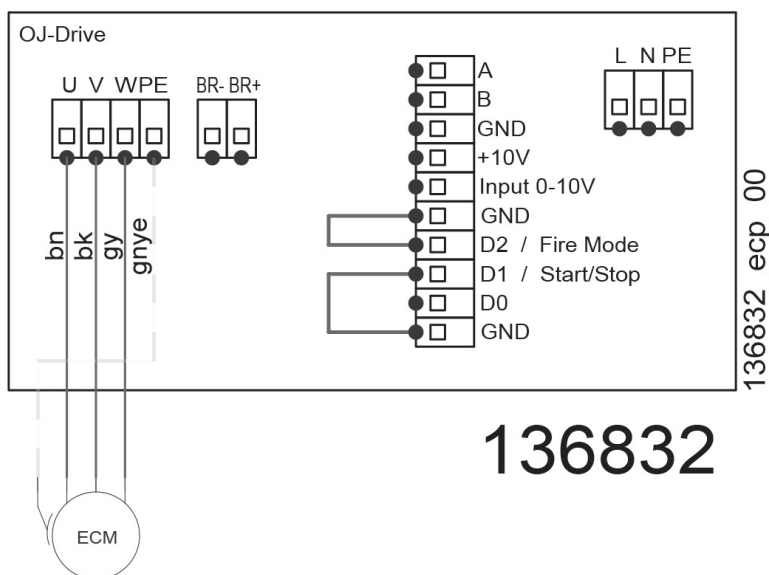 OJ-Drive
U V W PE
BR- BR+
A
B
GND
+10V
Input 0-10V
GND
D2 / Fire Mode
D1 / Start/Stop
D0
GND
L N PE
bn
bk
gy
gnye
ECM
136832 ecp 00
136832